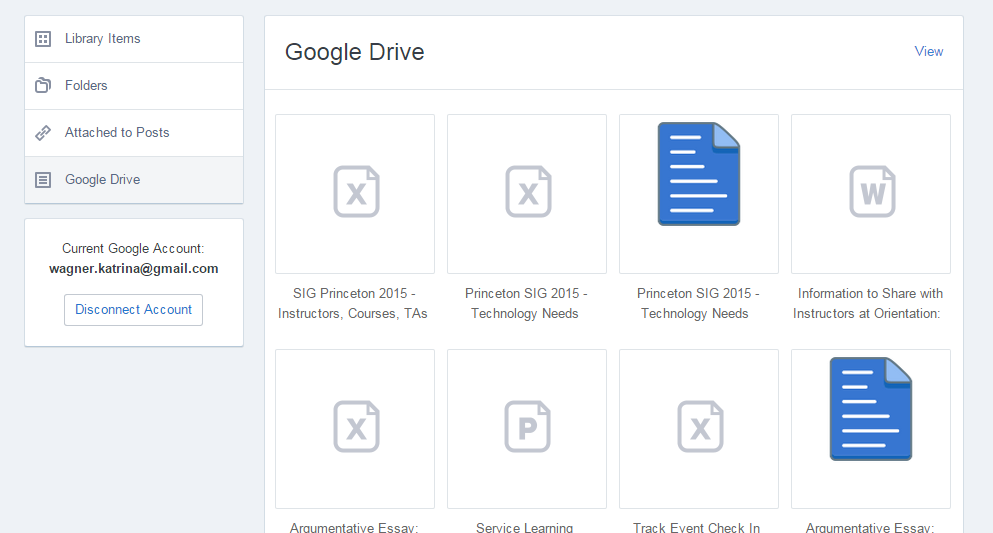 Library Items
Folders
Attached to Posts
Google Drive
Current Google Account:
wagner.katrina@gmail.com
Disconnect Account
Google Drive
View
X
X
W
SIG Princeton 2015 -
Instructors, Courses, TAs
Princeton SIG 2015 -
Technology Needs
Princeton SIG 2015 -
Technology Needs
Information to Share with
Instructors at Orientation:
X
P
X
Argumentative Essay:
Service Learning
Track Event Check In
Argumentative Essay: